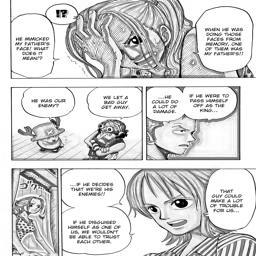 HE MIMICKED
MY FATHER'S
FACE! WHAT
DOES IT
MEAN!?
!?
WHEN HE WAS
DOING THOSE
FACES FROM
MEMORY, ONE
OF THEM WAS
MY FATHER'S!!
HE WAS OUR
ENEMY?
WE LET A
BAD GUY
GET AWAY.
...HE
COULD DO
A LOT OF
DAMAGE.
IF HE WERE
TO PASS
HIMSELF OFF
AS THE
KING...
...IF HE DECIDES
THAT WE'RE HIS
ENEMIES!!
IF HE DISGUISED
HIMSELF AS ONE
OF US, WE
WOULDN'T
BE ABLE TO TRUST
EACH OTHER.
THAT
GUY COULD
MAKE A LOT
OF TROUBLE
FOR US...